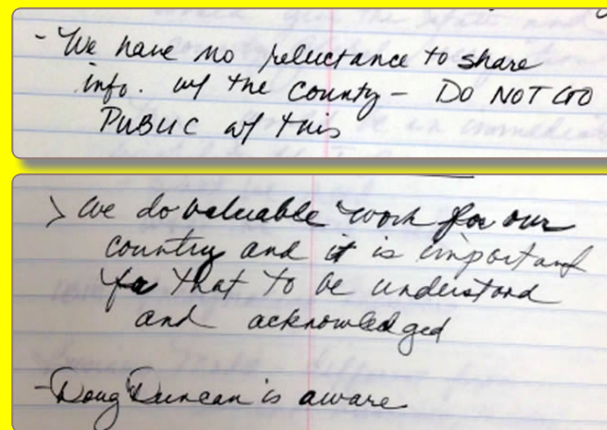 - We have no reluctance to share
info. w/ the county - DO NOT GO
PUBLIC w/ this
> We do valuable work for our
country and it is important
for that to be understood
and acknowledged
- Doug Duncan is aware